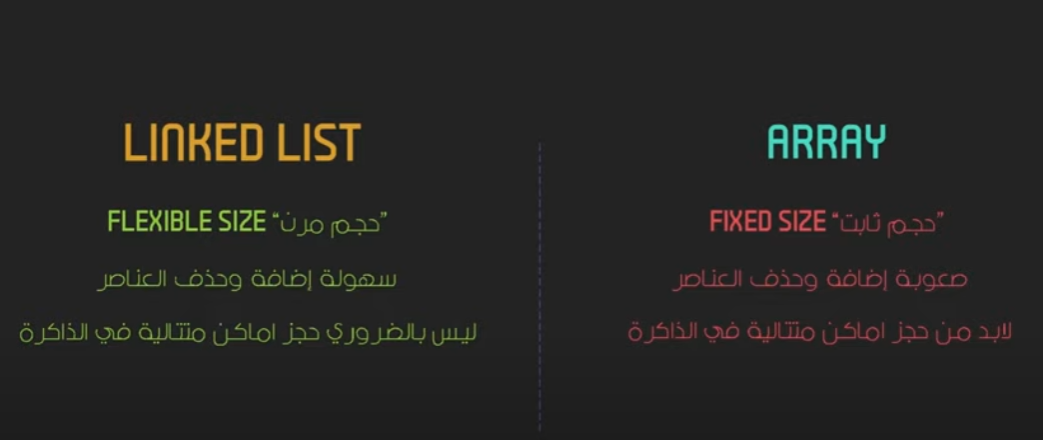 LINKED LIST
FLEXIBLE SIZE “حجم مرن”
سهولة إضافة وحذف العناصر
ليس بالضروري حجز اماكن متتالية في الذاكرة
ARRAY
FIXED SIZE “حجم ثابت”
صعوبة إضافة وحذف العناصر
لابد من حجز اماكن متتالية في الذاكرة